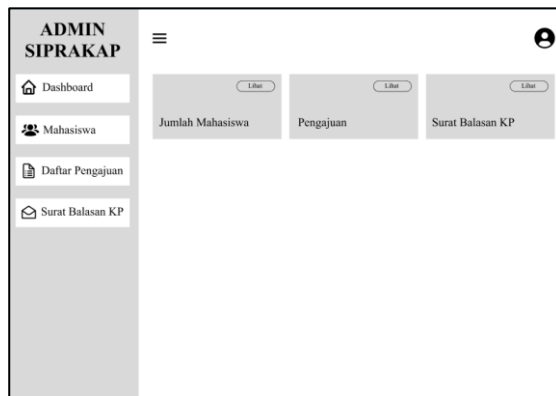 ADMIN
SIPRAKAP
Dashboard
Mahasiswa
Daftar Pengajuan
Surat Balasan KP
Lihat
Jumlah Mahasiswa
Lihat
Pengajuan
Lihat
Surat Balasan KP